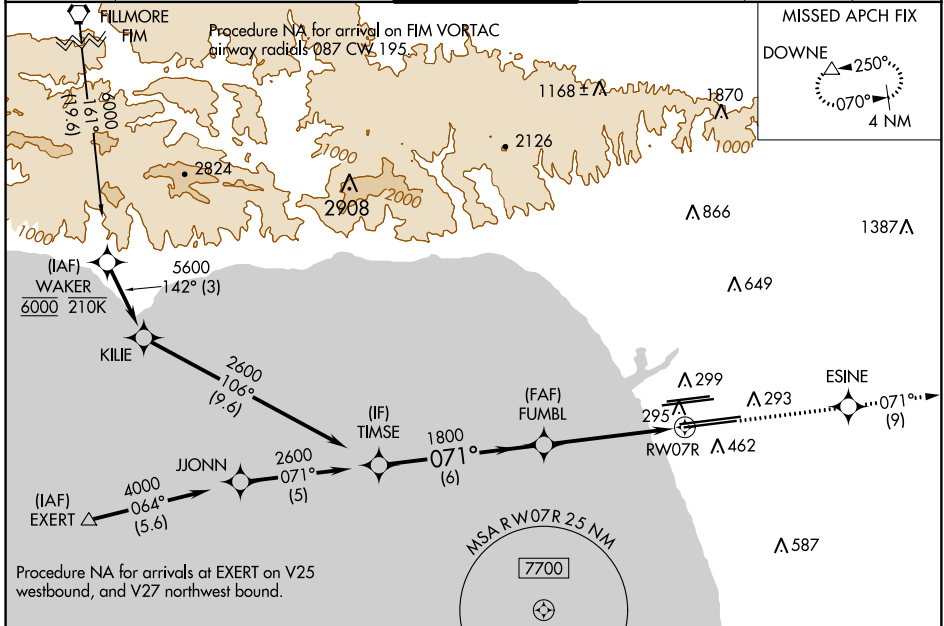 FILLMORE
FIM
Procedure NA for arrival on FIM VORTAC
airway radials 087 CW 195.
MISSED APCH FIX
DOWNE
250°
070°
4 NM
6000
161°
(19.6)
1168 ±
1870
1000
2126
1000
2824
2908
2000
1000
866
1387
(IAF)
WAKER
6000 210K
5600
142° (3)
649
KILIE
2600
106°
(9.6)
299
293
295
462
RW07R
ESINE
071°
(9)
(FAF)
FUMBL
(IF)
TIMSE
1800
071°
(6)
JJONN
2600
071°
(5)
(IAF)
EXERT
4000
064°
(5.6)
587
MSA RW07R 25 NM
7700
Procedure NA for arrivals at EXERT on V25
westbound, and V27 northwest bound.